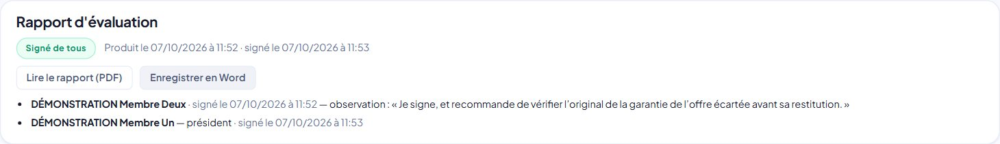 Rapport d'évaluation
Signé de tous Produit le 07/10/2026 à 11:52 · signé le 07/10/2026 à 11:53
Lire le rapport (PDF) Enregistrer en Word
• DÉMONSTRATION Membre Deux · signé le 07/10/2026 à 11:52 — observation : « Je signe, et recommande de vérifier l’original de la garantie de l’offre écartée avant sa restitution. »
• DÉMONSTRATION Membre Un — président · signé le 07/10/2026 à 11:53